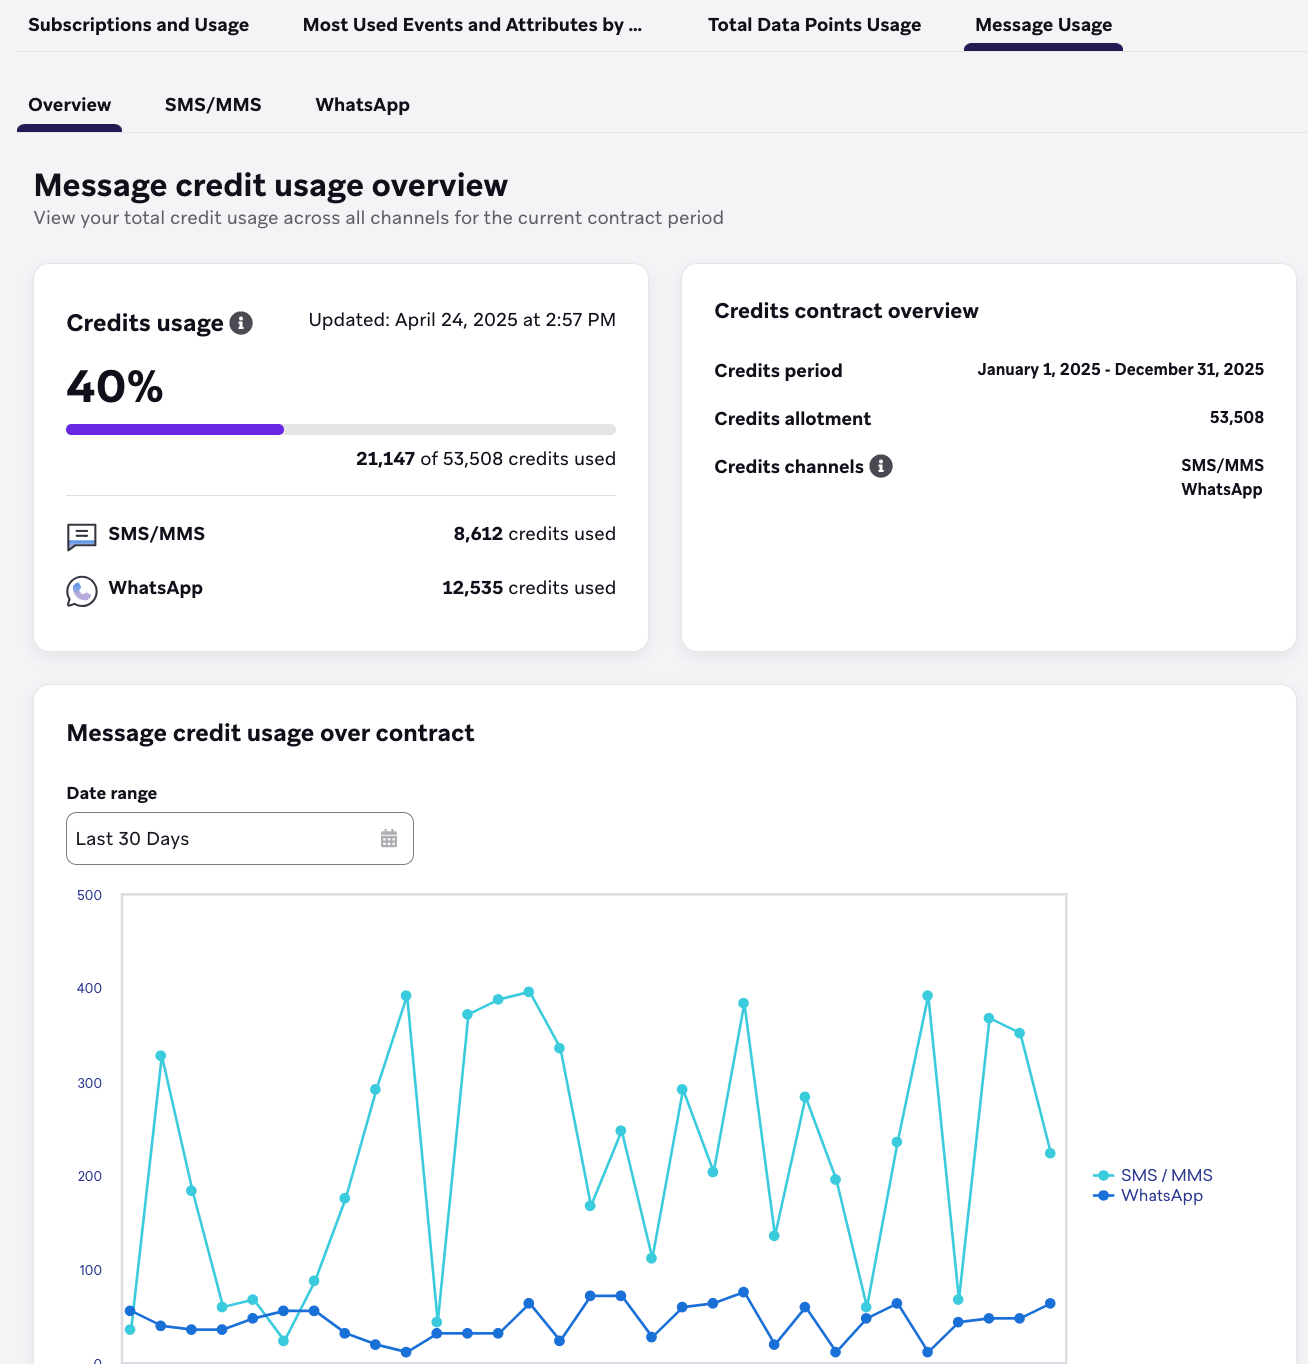 Subscriptions and Usage
Most Used Events and Attributes by ...
Total Data Points Usage
Message Usage
Overview
SMS/MMS
WhatsApp
Message credit usage overview
View your total credit usage across all channels for the current contract period
Credits usage
Updated: April 24, 2025 at 2:57 PM
40%
21,147 of 53,508 credits used
SMS/MMS
8,612 credits used
WhatsApp
12,535 credits used
Credits contract overview
Credits period
January 1, 2025 - December 31, 2025
Credits allotment
53,508
Credits channels
SMS/MMS
WhatsApp
Message credit usage over contract
Date range
Last 30 Days
500
400
300
200
100
0
SMS / MMS
WhatsApp